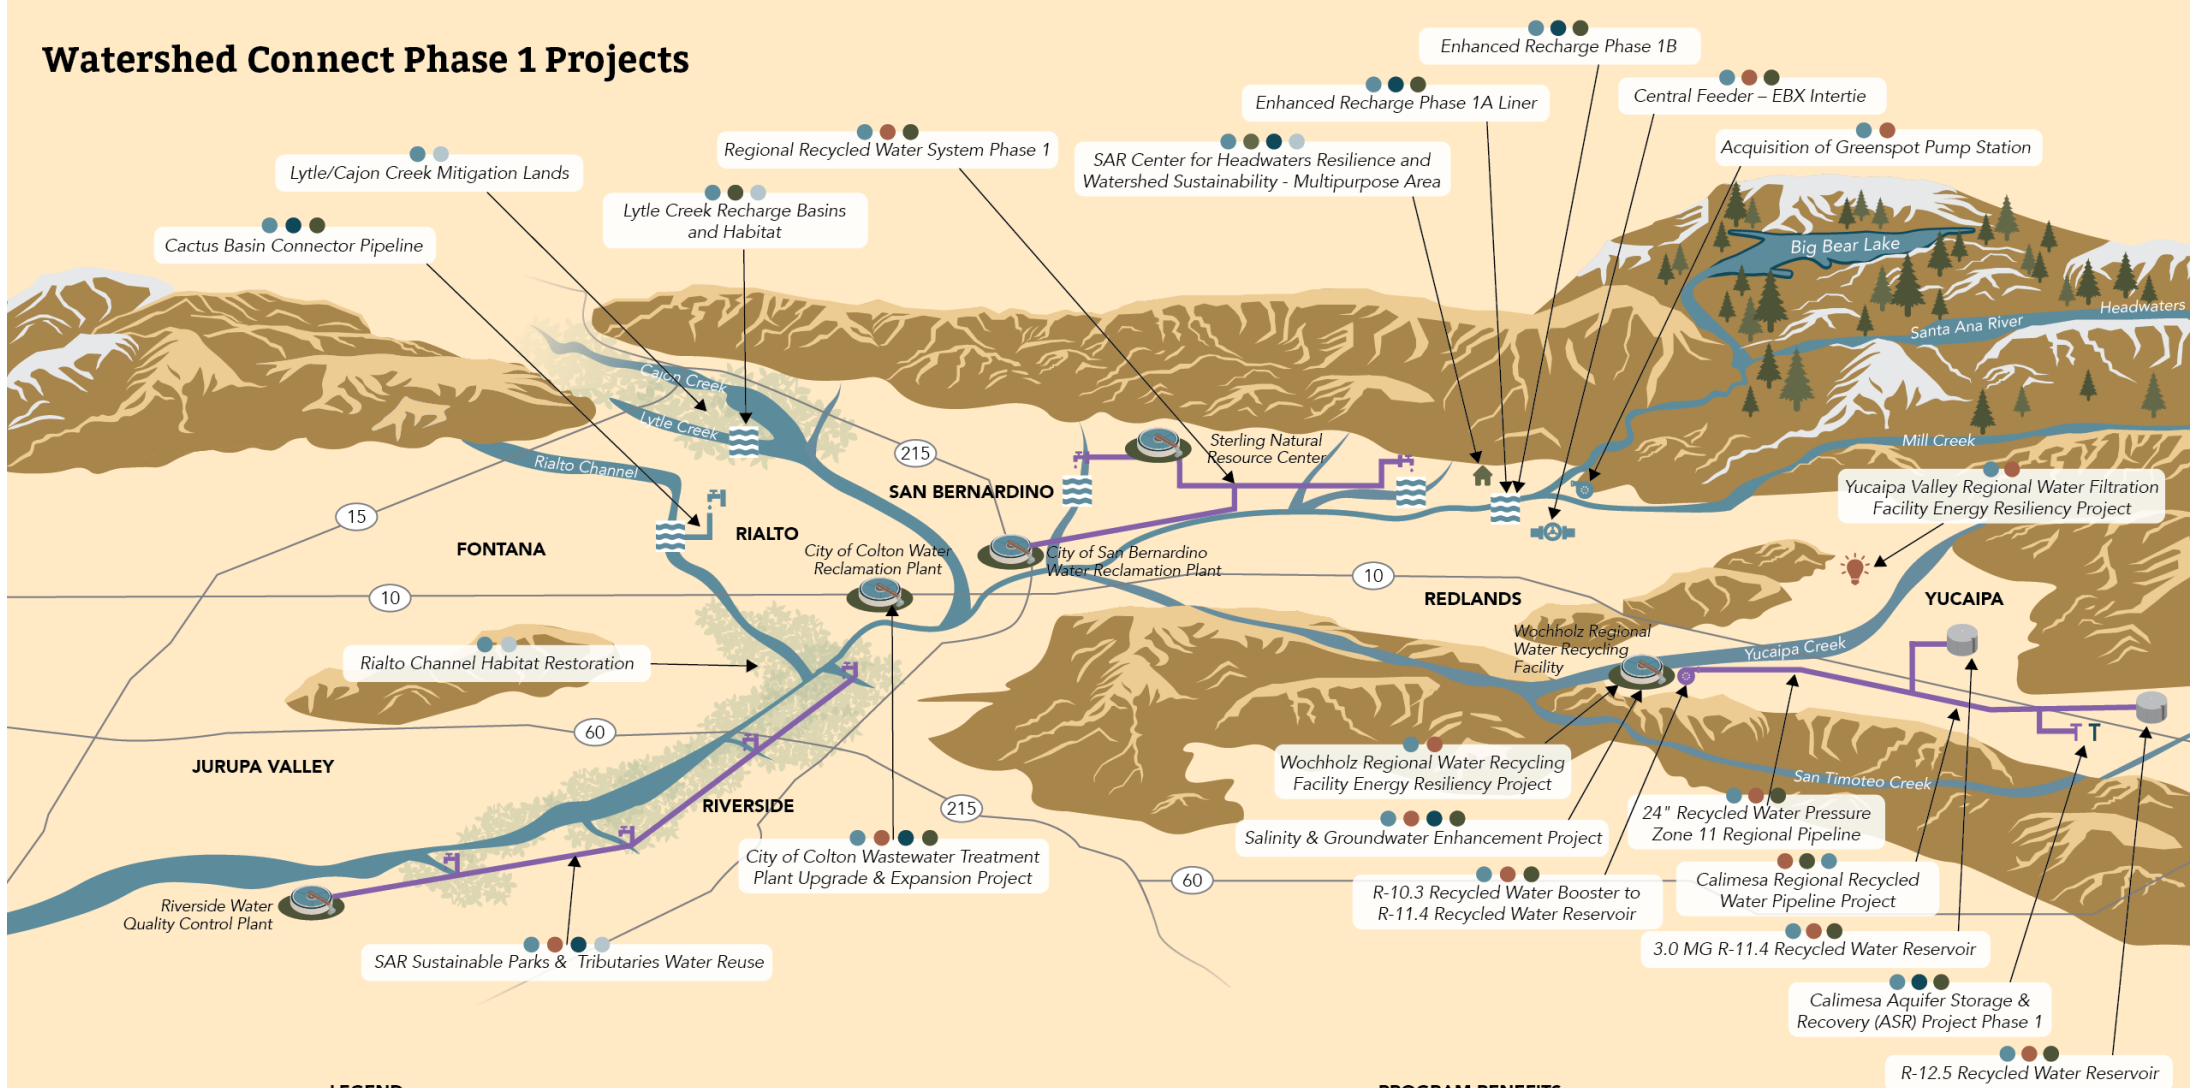 Watershed Connect Phase 1 Projects
Enhanced Recharge Phase 1B
Enhanced Recharge Phase 1A Liner
Central Feeder – EBX Intertie
Regional Recycled Water System Phase 1
SAR Center for Headwaters Resilience and
Watershed Sustainability - Multipurpose Area
Acquisition of Greenspot Pump Station
Lytle/Cajon Creek Mitigation Lands
Lytle Creek Recharge Basins
and Habitat
Cactus Basin Connector Pipeline
Big Bear Lake
Headwaters
Santa Ana River
Mill Creek
Cajon Creek
Lytle Creek
Rialto Channel
215
Sterling Natural
Resource Center
SAN BERNARDINO
Yucaipa Valley Regional Water Filtration
Facility Energy Resiliency Project
15
FONTANA
RIALTO
City of Colton Water
Reclamation Plant
City of San Bernardino
Water Reclamation Plant
10
10
REDLANDS
YUCAIPA
Wochholz Regional
Water Recycling
Facility
Yucaipa Creek
Rialto Channel Habitat Restoration
60
JURUPA VALLEY
RIVERSIDE
215
Wochholz Regional Water Recycling
Facility Energy Resiliency Project
San Timoteo Creek
Salinity & Groundwater Enhancement Project
24" Recycled Water Pressure
Zone 11 Regional Pipeline
City of Colton Wastewater Treatment
Plant Upgrade & Expansion Project
60
R-10.3 Recycled Water Booster to
R-11.4 Recycled Water Reservoir
Calimesa Regional Recycled
Water Pipeline Project
Riverside Water
Quality Control Plant
SAR Sustainable Parks & Tributaries Water Reuse
3.0 MG R-11.4 Recycled Water Reservoir
Calimesa Aquifer Storage &
Recovery (ASR) Project Phase 1
R-12.5 Recycled Water Reservoir
LEGEND
PROGRAM BENEFITS